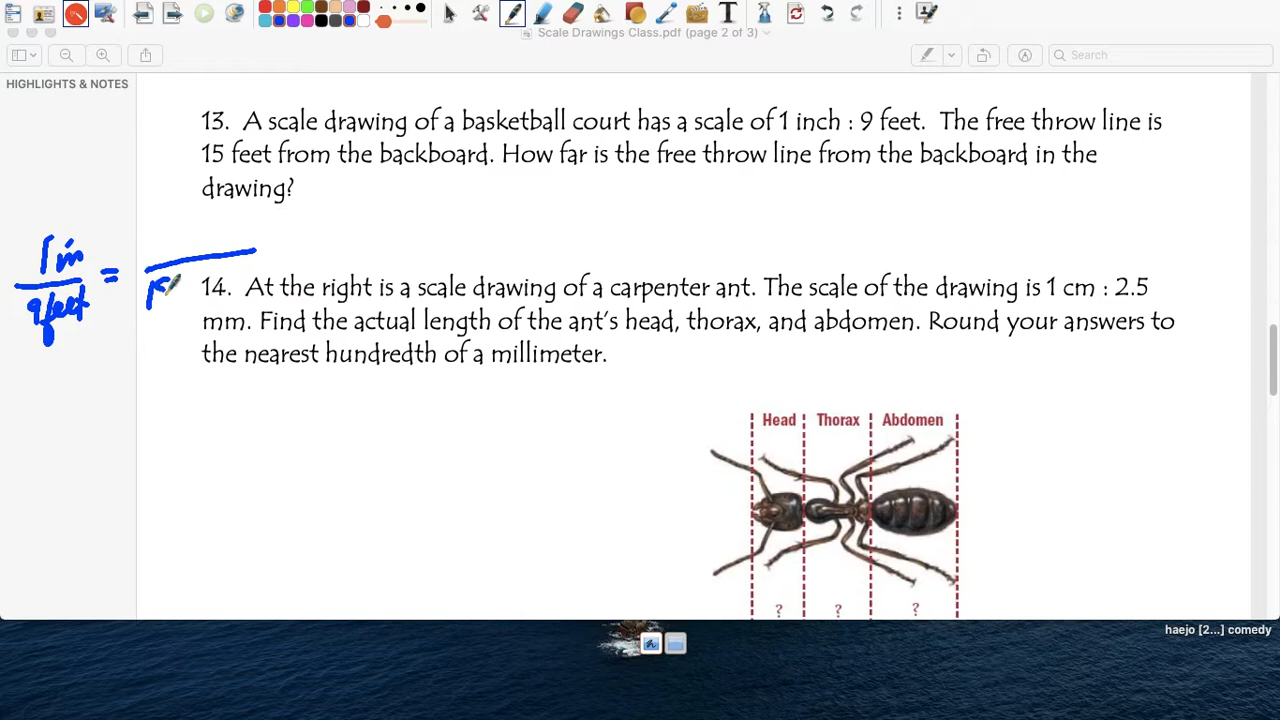 Scale Drawings Class.pdf (page 2 of 3)
Search
HIGHLIGHTS & NOTES
13. A scale drawing of a basketball court has a scale of 1 inch : 9 feet. The free throw line is
15 feet from the backboard. How far is the free throw line from the backboard in the
drawing?
1 in
9 feet
=
15
14. At the right is a scale drawing of a carpenter ant. The scale of the drawing is 1 cm : 2.5
mm. Find the actual length of the ant's head, thorax, and abdomen. Round your answers to
the nearest hundredth of a millimeter.
Head Thorax Abdomen
? ? ?
haejo [2...] comedy